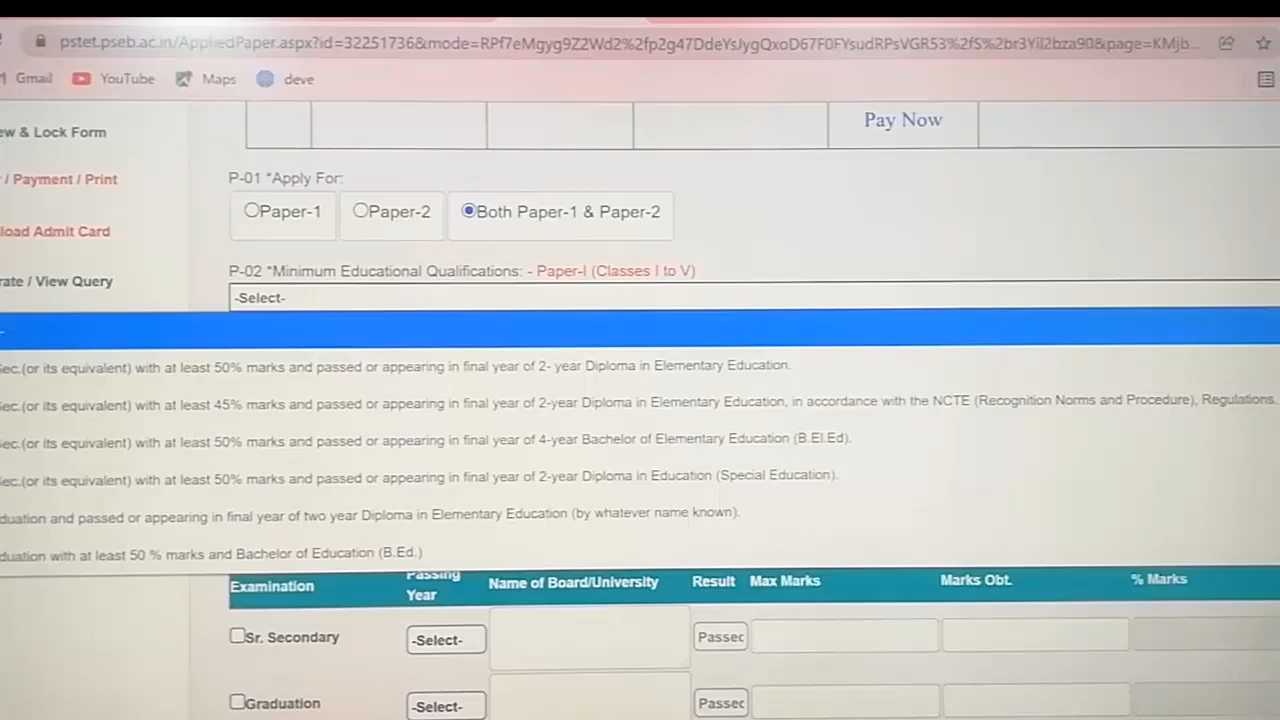 pstet.pseb.ac.in/AppliedPaper.aspx?id=32251736&mode=RPf7eMgyg9Z2Wd2%2fp2g47DdeYsJygQxoD67F0FYsudRPsVGR53%2fS%2br3Yil2bza90&page=KMjb...
Gmail YouTube Maps deve
ew & Lock Form
Pay Now
/ Payment / Print
load Admit Card
rate / View Query
P-01 *Apply For:
Paper-1 Paper-2 Both Paper-1 & Paper-2
P-02 *Minimum Educational Qualifications: - Paper-I (Classes I to V)
-Select-
Sec.(or its equivalent) with at least 50% marks and passed or appearing in final year of 2- year Diploma in Elementary Education.
Sec.(or its equivalent) with at least 45% marks and passed or appearing in final year of 2-year Diploma in Elementary Education, in accordance with the NCTE (Recognition Norms and Procedure), Regulations.
Sec.(or its equivalent) with at least 50% marks and passed or appearing in final year of 4-year Bachelor of Elementary Education (B.El.Ed).
Sec.(or its equivalent) with at least 50% marks and passed or appearing in final year of 2-year Diploma in Education (Special Education).
duation and passed or appearing in final year of two year Diploma in Elementary Education (by whatever name known).
duation with at least 50 % marks and Bachelor of Education (B.Ed.)
Examination Passing Year Name of Board/University Result Max Marks Marks Obt. % Marks
Sr. Secondary -Select- Passec
Graduation -Select- Passec